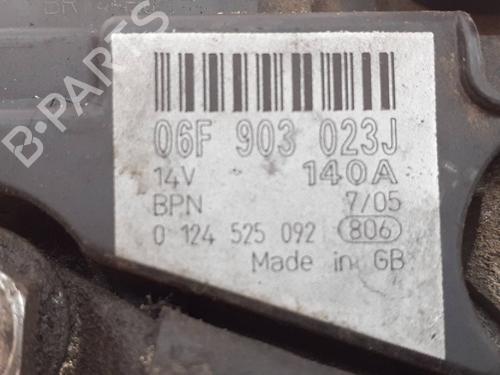 06F 903 023J
14V 140A
BPN 7/05
0 124 525 092 806
Made in GB
B-PARTS